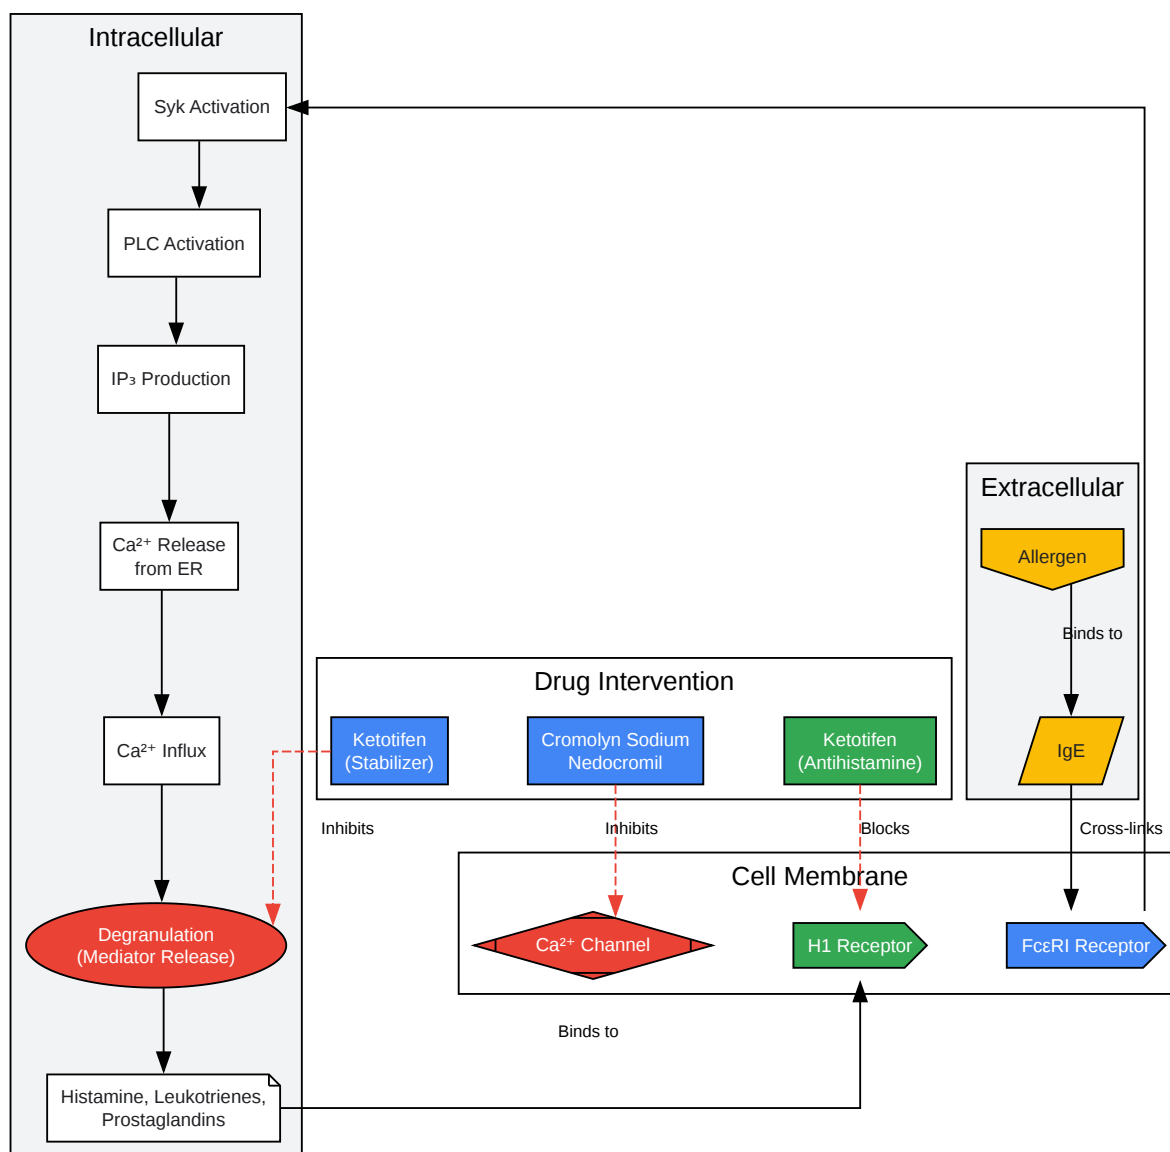 Intracellular
Syk Activation
PLC Activation
IP₃ Production
Ca²⁺ Release
from ER
Ca²⁺ Influx
Degranulation
(Mediator Release)
Histamine, Leukotrienes,
Prostaglandins
Extracellular
Allergen
Binds to
IgE
Cross-links
Drug Intervention
Ketotifen
(Stabilizer)
Cromolyn Sodium
Nedocromil
Ketotifen
(Antihistamine)
Inhibits
Inhibits
Blocks
Cell Membrane
Ca²⁺ Channel
H1 Receptor
FcεRI Receptor
Binds to